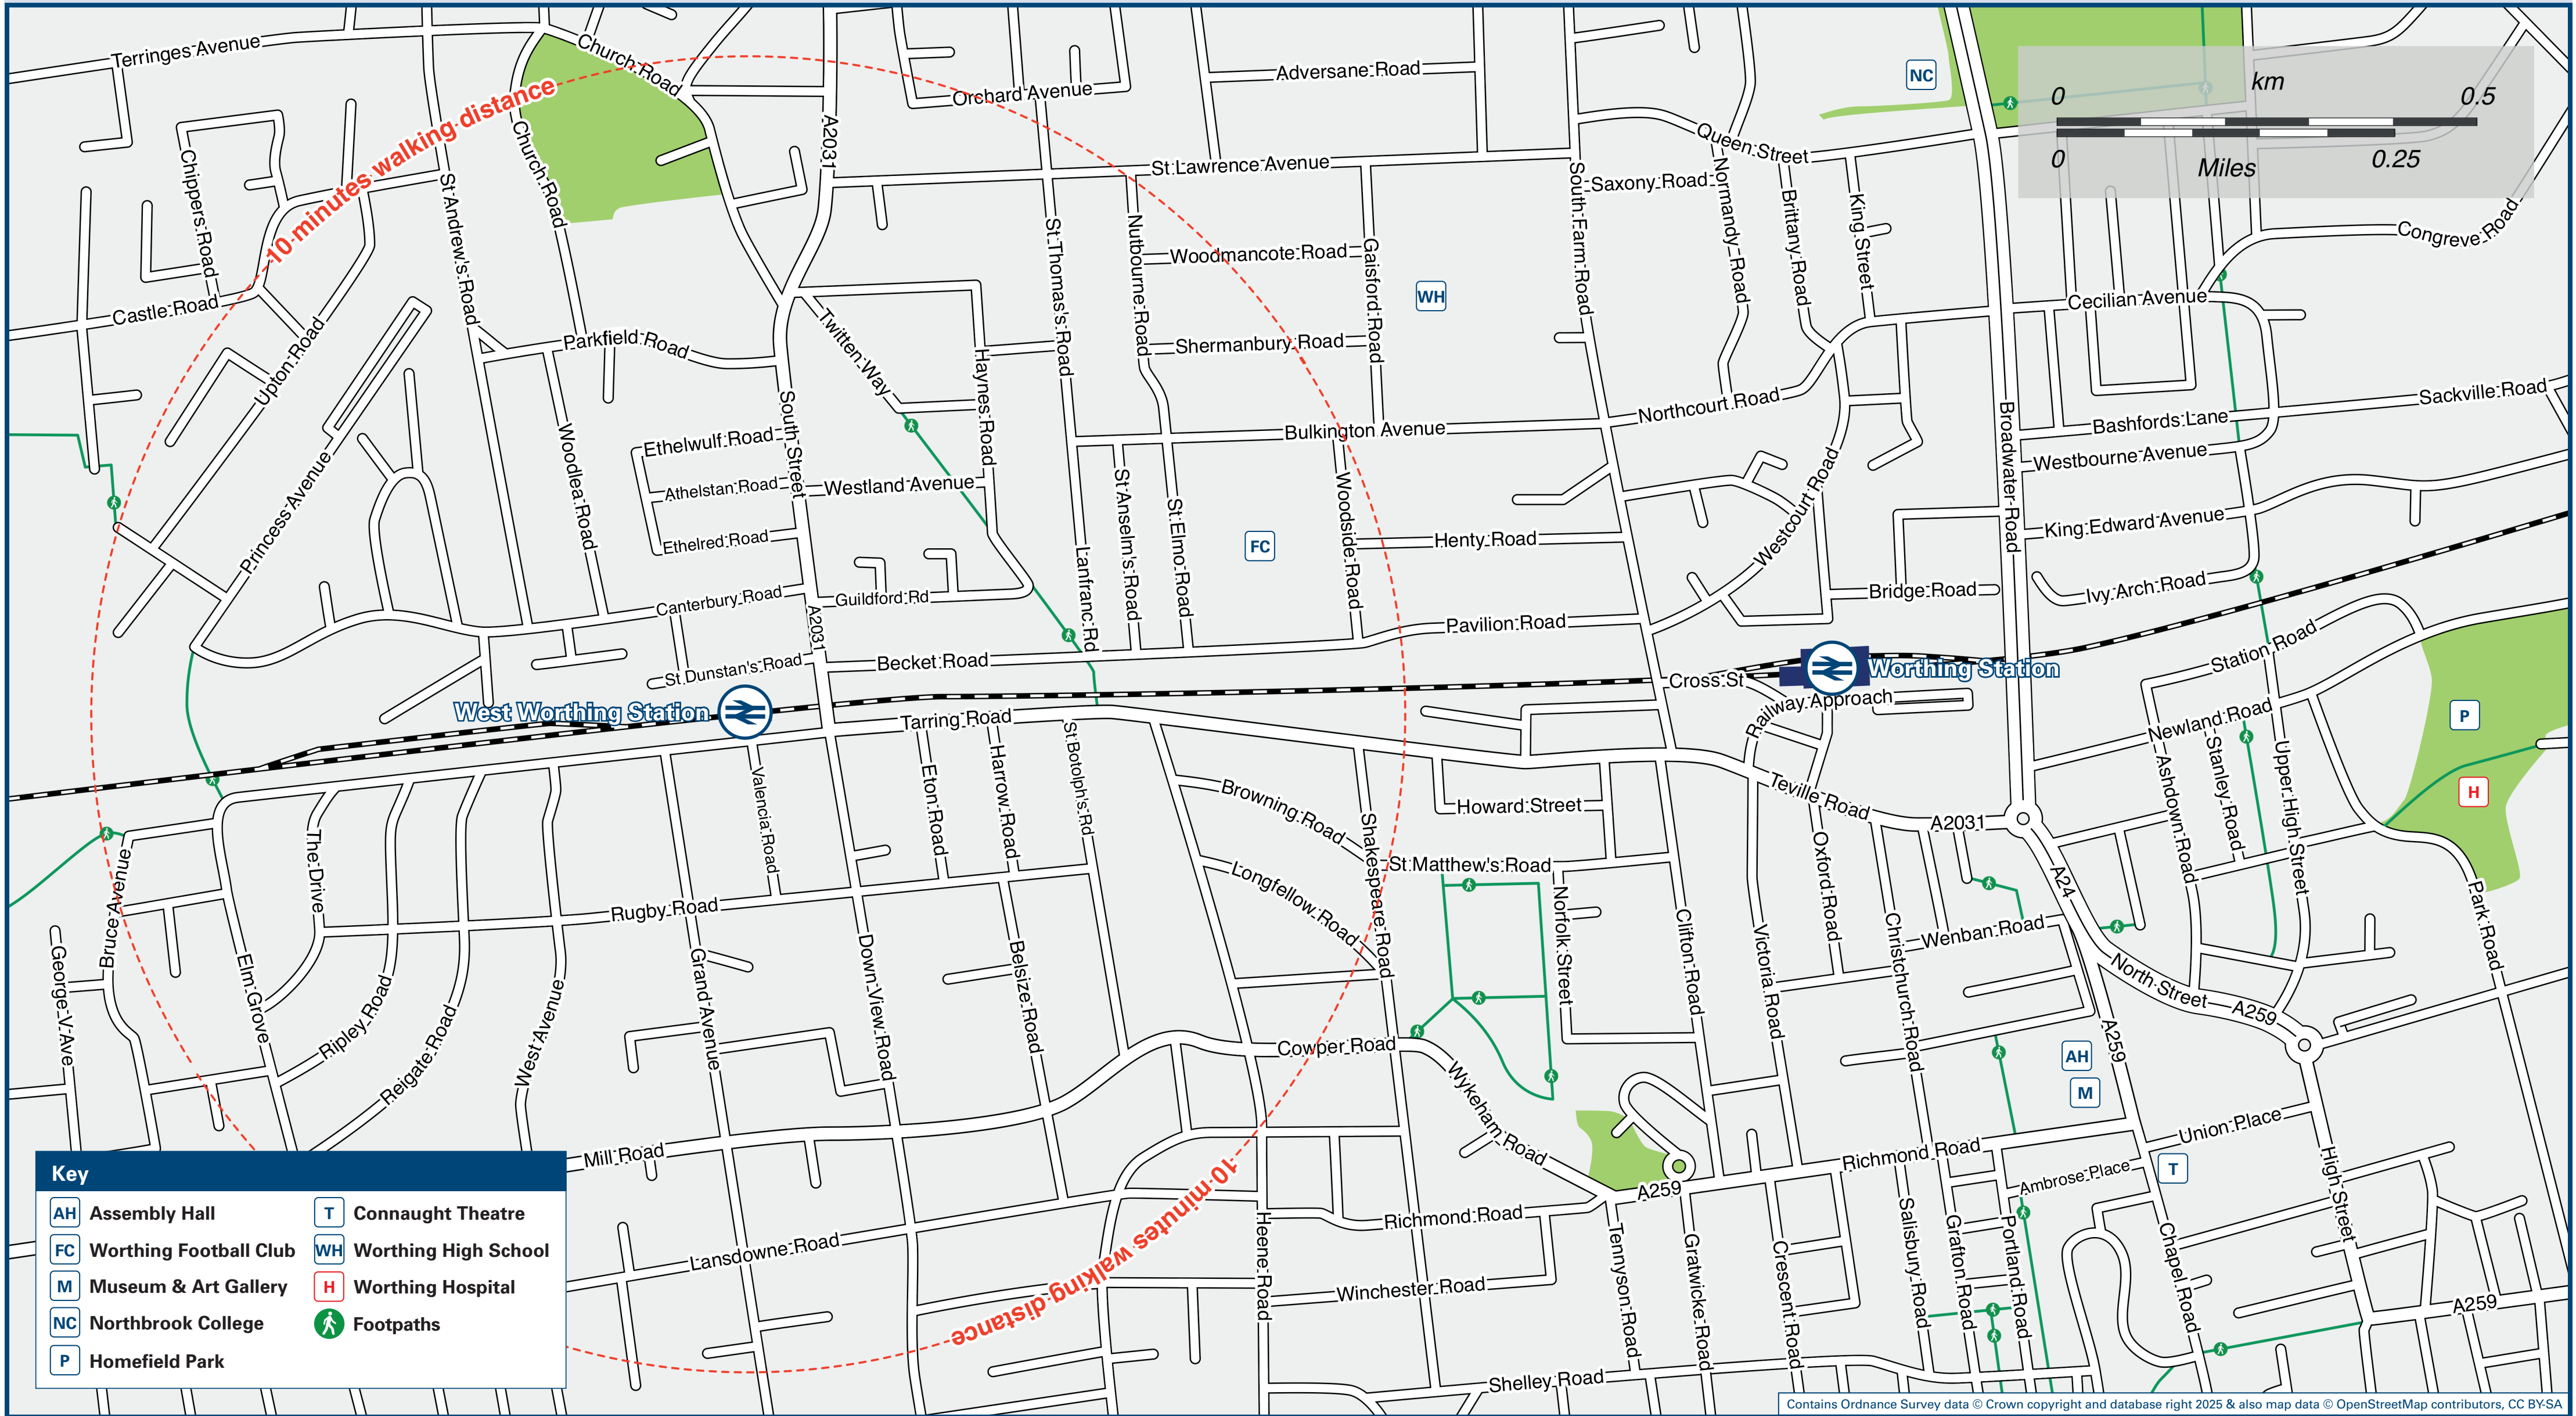 Terringes Avenue
Church Road
Orchard Avenue
Adversane Road
NC
km
0
0.5
0
0.25
Miles
10 minutes walking distance
Church Road
A2031
Queen Street
Chippers Road
St Andrew's Road
St Lawrence Avenue
South Farm Road
Saxony Road
Normandy Road
Brittany Road
King Street
Congreve Road
St Thomas's Road
Nutbourne Road
Woodmancote Road
Gaisford Road
WH
Castle Road
Cecilian Avenue
Upton Road
Parkfield Road
Twitten Way
Haynes Road
Shermanbury Road
South Street
Northcourt Road
Broadwater Road
Sackville Road
Bashfords Lane
Woodlea Road
Ethelwulf Road
Bulkington Avenue
Westbourne Avenue
Princess Avenue
Athelstan Road
Westland Avenue
St Anselm's Road
St Elmo Road
Woodside Road
Westcourt Road
King Edward Avenue
Ethelred Road
FC
Henty Road
Canterbury Road
Guildford Rd
Lanfranc Rd
Bridge Road
Ivy Arch Road
A2031
Pavilion Road
St Dunstan's Road
Becket Road
Cross St
Worthing Station
Station Road
West Worthing Station
Tarring Road
Railway Approach
Newland Road
P
Valencia Road
Eton Road
Harrow Road
St Botolph's Rd
Browning Road
Shakespeare Road
Howard Street
Teville Road
A2031
Ashdown Road
Stanley Road
Upper High Street
H
The Drive
Bruce Avenue
Longfellow Road
St Matthew's Road
Norfolk Street
Oxford Road
A24
Park Road
Rugby Road
Clifton Road
Victoria Road
Christchurch Road
Wenban Road
George V Ave
Elm Grove
Ripley Road
Reigate Road
West Avenue
Grand Avenue
Down View Road
Belsize Road
North Street
A259
Cowper Road
Wykeham Road
A259
AH
M
Mill Road
10 minutes walking distance
Richmond Road
Union Place
Ambrose Place
T
A259
Richmond Road
High Street
Lansdowne Road
Heene Road
Winchester Road
Tennyson Road
Gratwicke Road
Crescent Road
Salisbury Road
Grafton Road
Portland Road
Chapel Road
A259
Shelley Road
Key
AH Assembly Hall
FC Worthing Football Club
M Museum & Art Gallery
NC Northbrook College
P Homefield Park
T Connaught Theatre
WH Worthing High School
H Worthing Hospital
Footpaths
Contains Ordnance Survey data © Crown copyright and database right 2025 & also map data © OpenStreetMap contributors, CC BY-SA